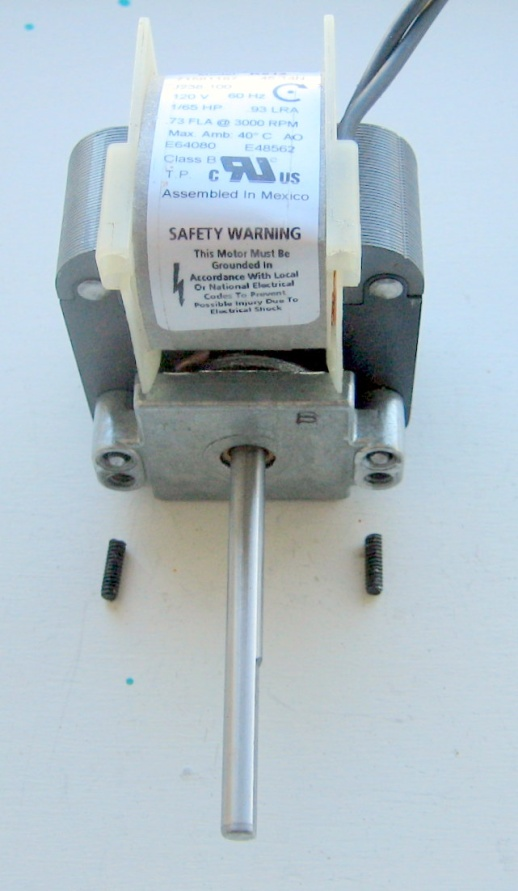 120 V 60 Hz
1/65 HP .93 LRA
73 FLA @ 3000 RPM
Max. Amb: 40° C AO
E64080 E48562
Class B
T P C RU US
Assembled In Mexico
SAFETY WARNING
This Motor Must Be
Grounded In
Accordance With Local
Or National Electrical
Codes To Prevent
Possible Injury Due To
Electrical Shock